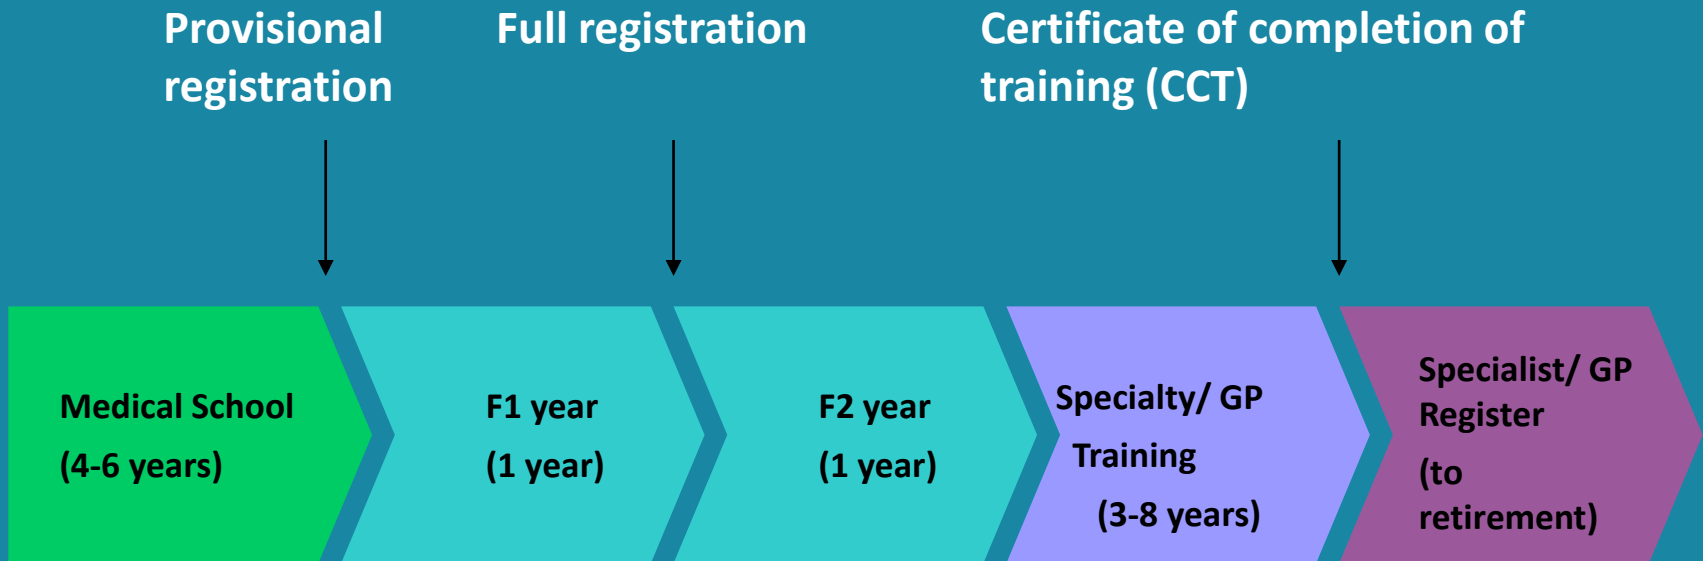 Provisional
registration
Full registration
Certificate of completion of
training (CCT)
Medical School
(4-6 years)
F1 year
(1 year)
F2 year
(1 year)
Specialty/ GP
Training
(3-8 years)
Specialist/ GP
Register
(to
retirement)